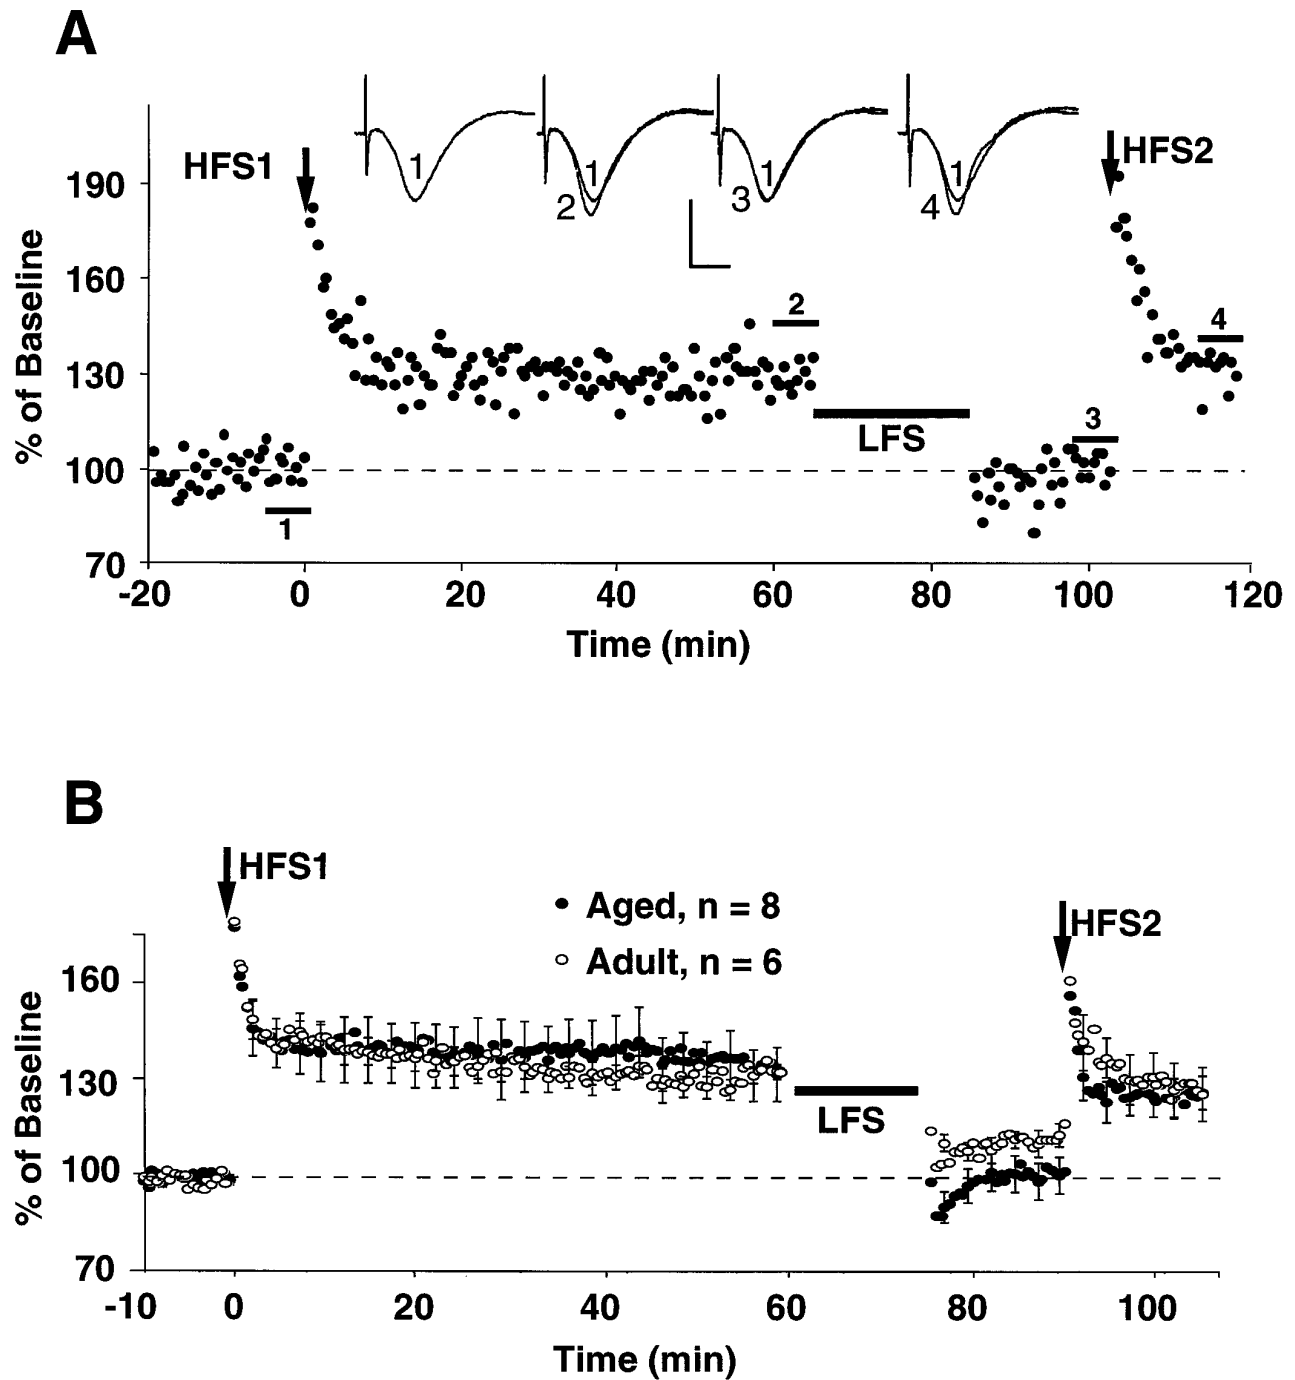 A
HFS1
HFS2
1
1
2
1
3
1
4
190
160
130
100
70
% of Baseline
2
4
LFS
3
1
-20 0 20 40 60 80 100 120
Time (min)
B
HFS1
Aged, n = 8
Adult, n = 6
HFS2
160
130
100
70
% of Baseline
LFS
-10 0 20 40 60 80 100
Time (min)